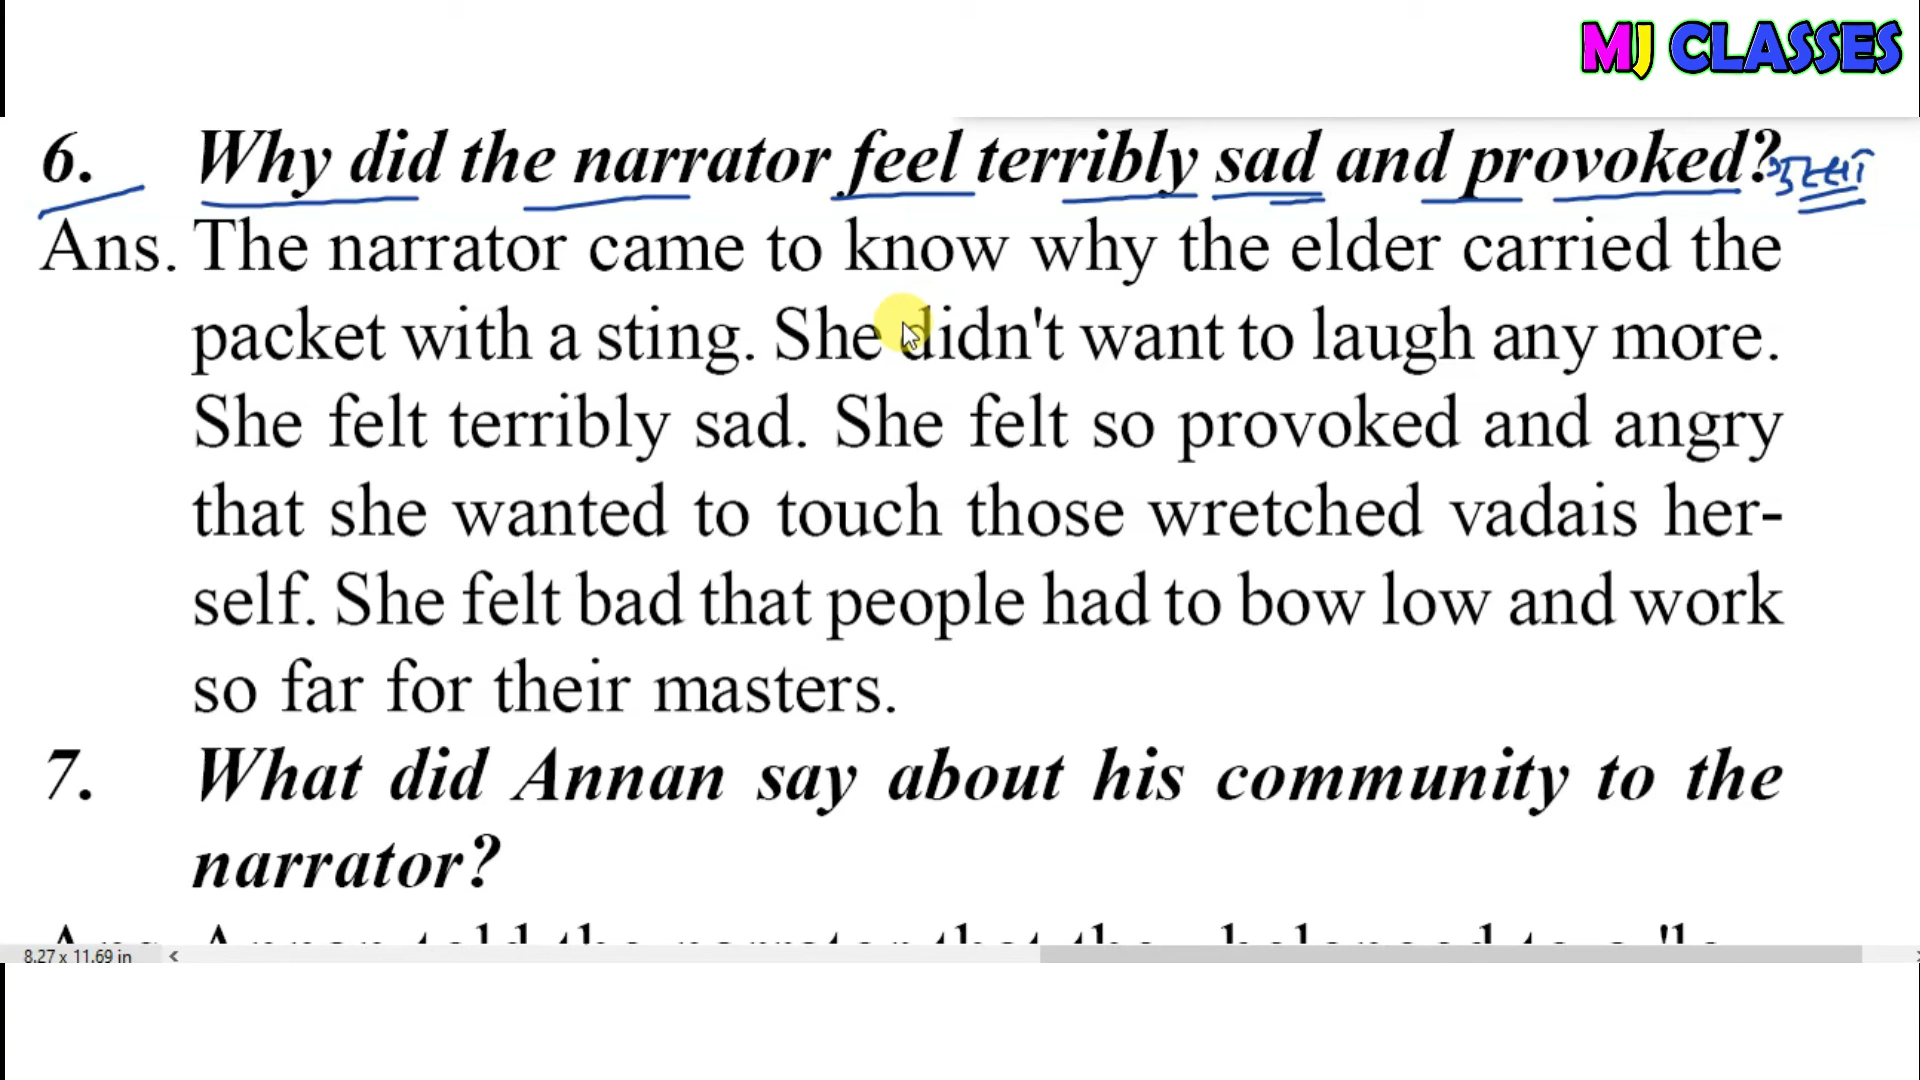 MJ CLASSES
6. Why did the narrator feel terribly sad and provoked?
Ans. The narrator came to know why the elder carried the
packet with a sting. She didn't want to laugh any more.
She felt terribly sad. She felt so provoked and angry
that she wanted to touch those wretched vadais her-
self. She felt bad that people had to bow low and work
so far for their masters.
7. What did Annan say about his community to the
narrator?
8.27 x 11.69 in